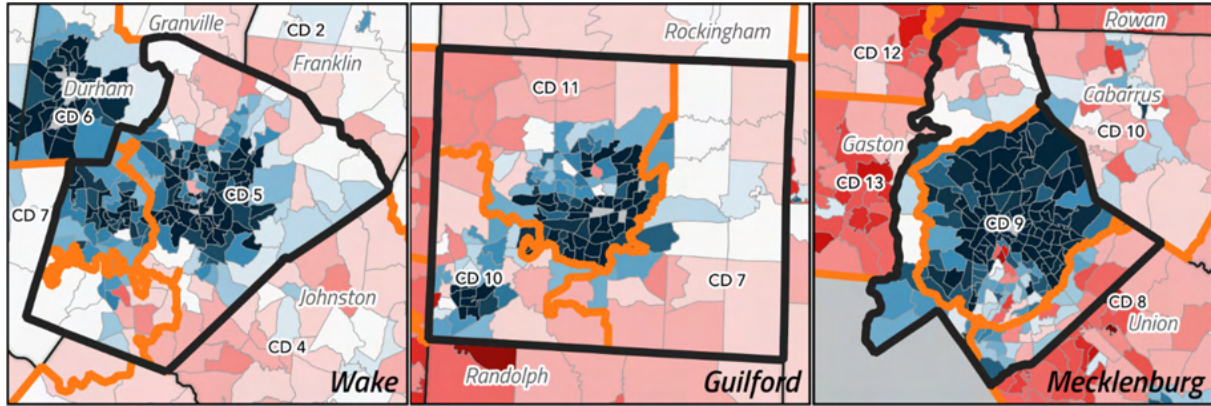 Granville
CD 2
Franklin
Durham
CD 6
CD 5
CD 7
Johnston
CD 4
Wake
Rockingham
CD 11
CD 10
CD 7
Randolph
Guilford
Rowan
CD 12
Cabarrus
CD 10
Gaston
CD 13
CD 9
CD 8
Union
Mecklenburg